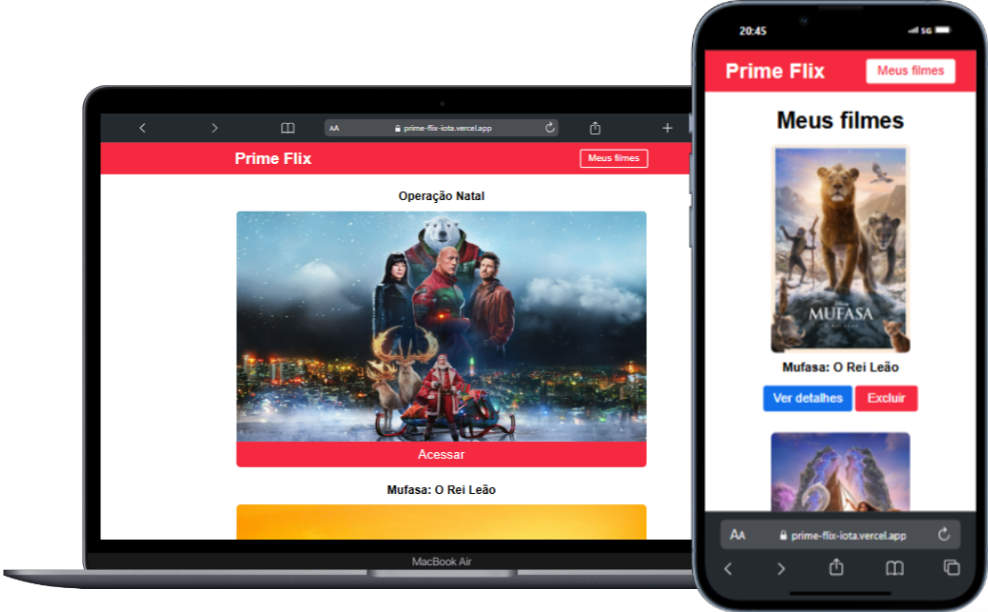 AA
prime-flix-iota.vercel.app
Prime Flix
Meus filmes
Operação Natal
Acessar
Mufasa: O Rei Leão
MacBook Air
20:45
5G
Prime Flix
Meus filmes
Meus filmes
MUFASA
O REI LEÃO
Mufasa: O Rei Leão
Ver detalhes
Excluir
AA
prime-flix-iota.vercel.app